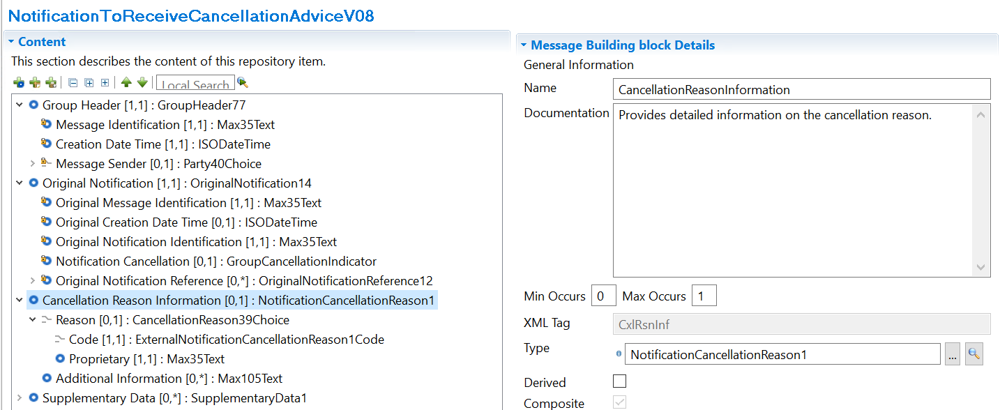 NotificationToReceiveCancellationAdviceV08
Content
This section describes the content of this repository item.
Local Search
Group Header [1,1] : GroupHeader77
Message Identification [1,1] : Max35Text
Creation Date Time [1,1] : ISODateTime
Message Sender [0,1] : Party40Choice
Original Notification [1,1] : OriginalNotification14
Original Message Identification [1,1] : Max35Text
Original Creation Date Time [0,1] : ISODateTime
Original Notification Identification [1,1] : Max35Text
Notification Cancellation [0,1] : GroupCancellationIndicator
Original Notification Reference [0,*] : OriginalNotificationReference12
Cancellation Reason Information [0,1] : NotificationCancellationReason1
Reason [0,1] : CancellationReason39Choice
Code [1,1] : ExternalNotificationCancellationReason1Code
Proprietary [1,1] : Max35Text
Additional Information [0,*] : Max105Text
Supplementary Data [0,*] : SupplementaryData1
Message Building block Details
General Information
Name CancellationReasonInformation
Documentation Provides detailed information on the cancellation reason.
Min Occurs 0 Max Occurs 1
XML Tag CxlRsnInf
Type NotificationCancellationReason1 ...
Derived
Composite